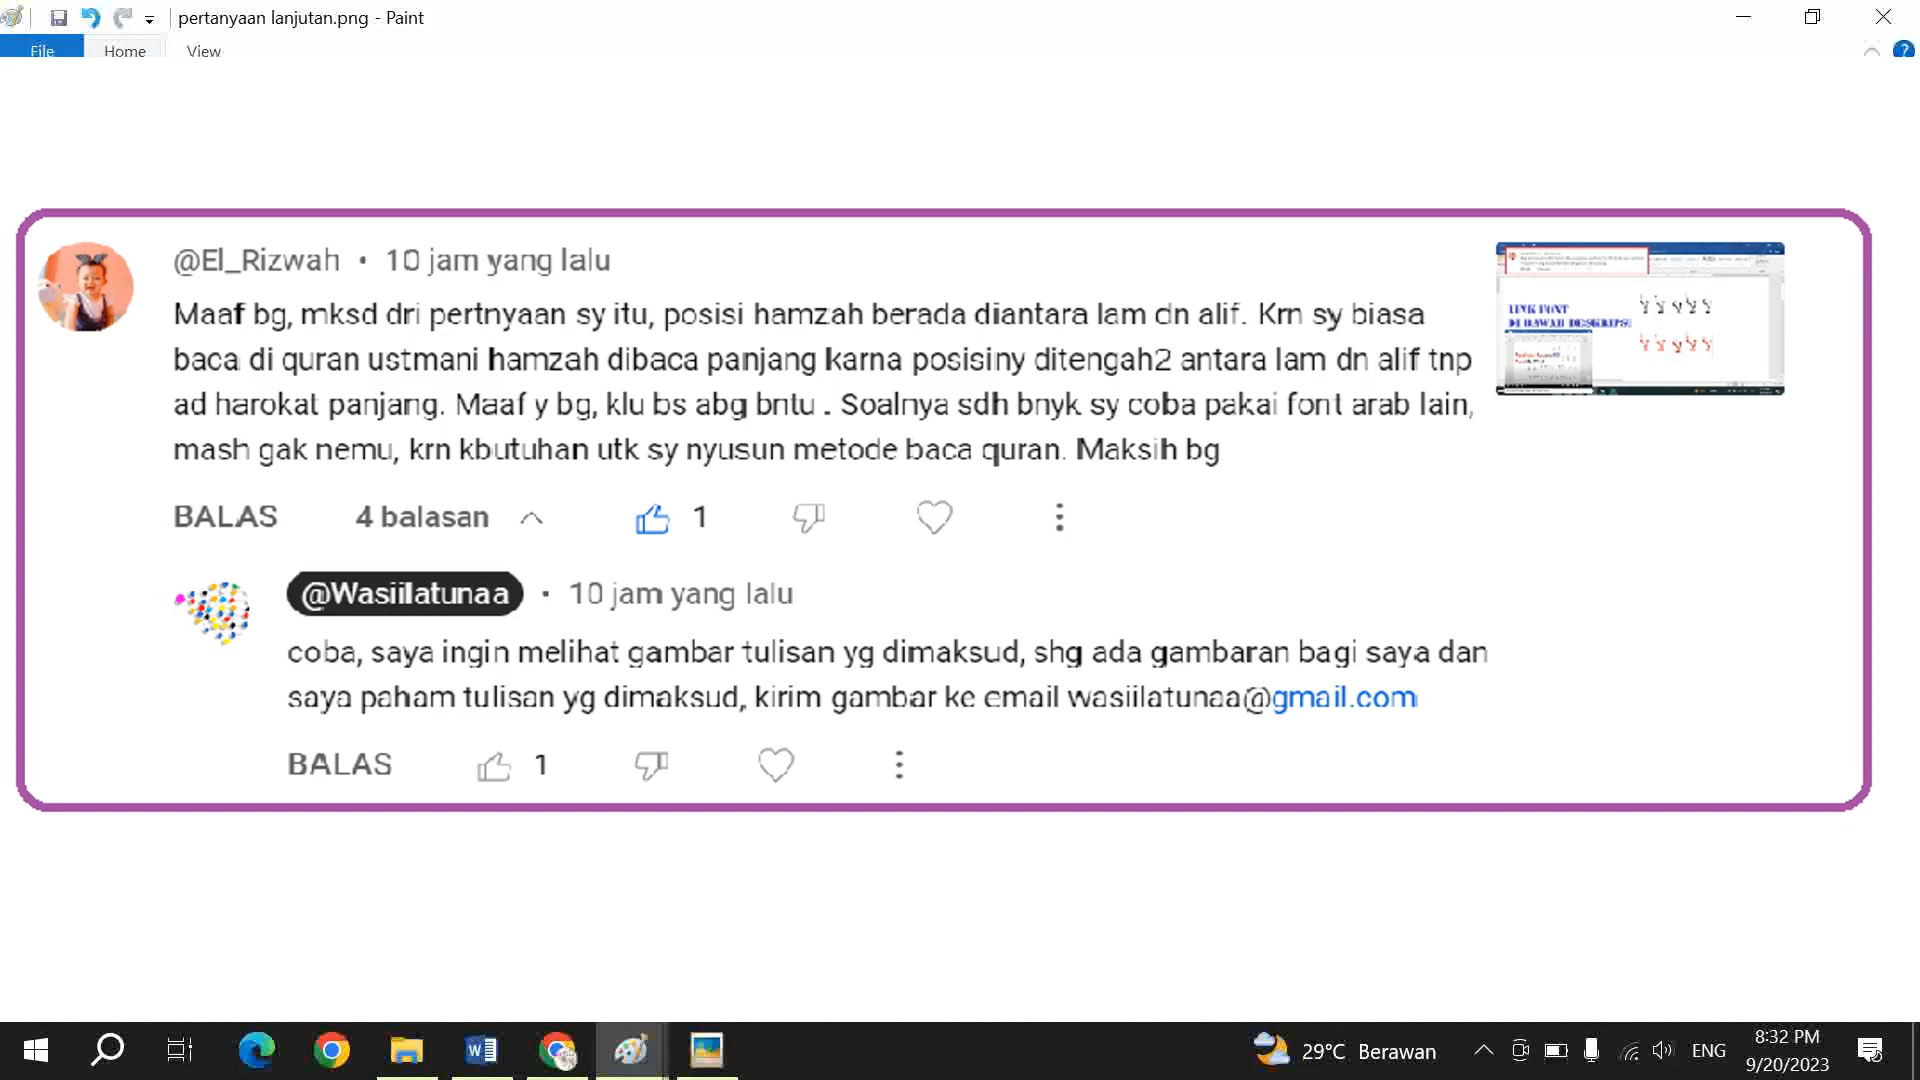 pertanyaan lanjutan.png - Paint
File Home View
@El_Rizwah • 10 jam yang lalu
Maaf bg, mksd dri pertnyaan sy itu, posisi hamzah berada diantara lam dn alif. Krn sy biasa
baca di quran ustmani hamzah dibaca panjang karna posisiny ditengah2 antara lam dn alif tnp
ad harokat panjang. Maaf y bg, klu bs abg bntu . Soalnya sdh bnyk sy coba pakai font arab lain,
mash gak nemu, krn kbutuhan utk sy nyusun metode baca quran. Maksih bg
LINK FONT
DI BAWAH DESKRIPSI
BALAS 4 balasan 1
@Wasiilatunaa • 10 jam yang lalu
coba, saya ingin melihat gambar tulisan yg dimaksud, shg ada gambaran bagi saya dan
saya paham tulisan yg dimaksud, kirim gambar ke email wasiilatunaa@gmail.com
BALAS 1
29°C Berawan ENG 8:32 PM
9/20/2023